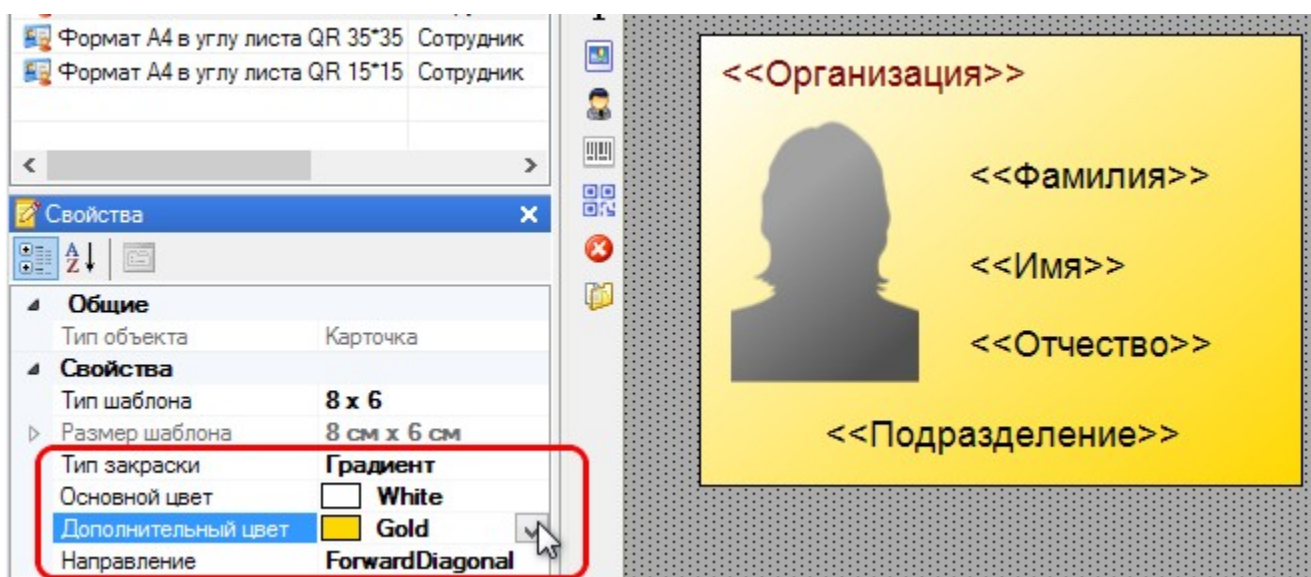 Формат А4 в углу листа QR 35*35 Сотрудник
Формат А4 в углу листа QR 15*15 Сотрудник
Свойства
Общие
Тип объекта Карточка
Свойства
Тип шаблона 8 x 6
Размер шаблона 8 см x 6 см
Тип закраски Градиент
Основной цвет White
Дополнительный цвет Gold
Направление ForwardDiagonal
<<Организация>>
<<Фамилия>>
<<Имя>>
<<Отчество>>
<<Подразделение>>